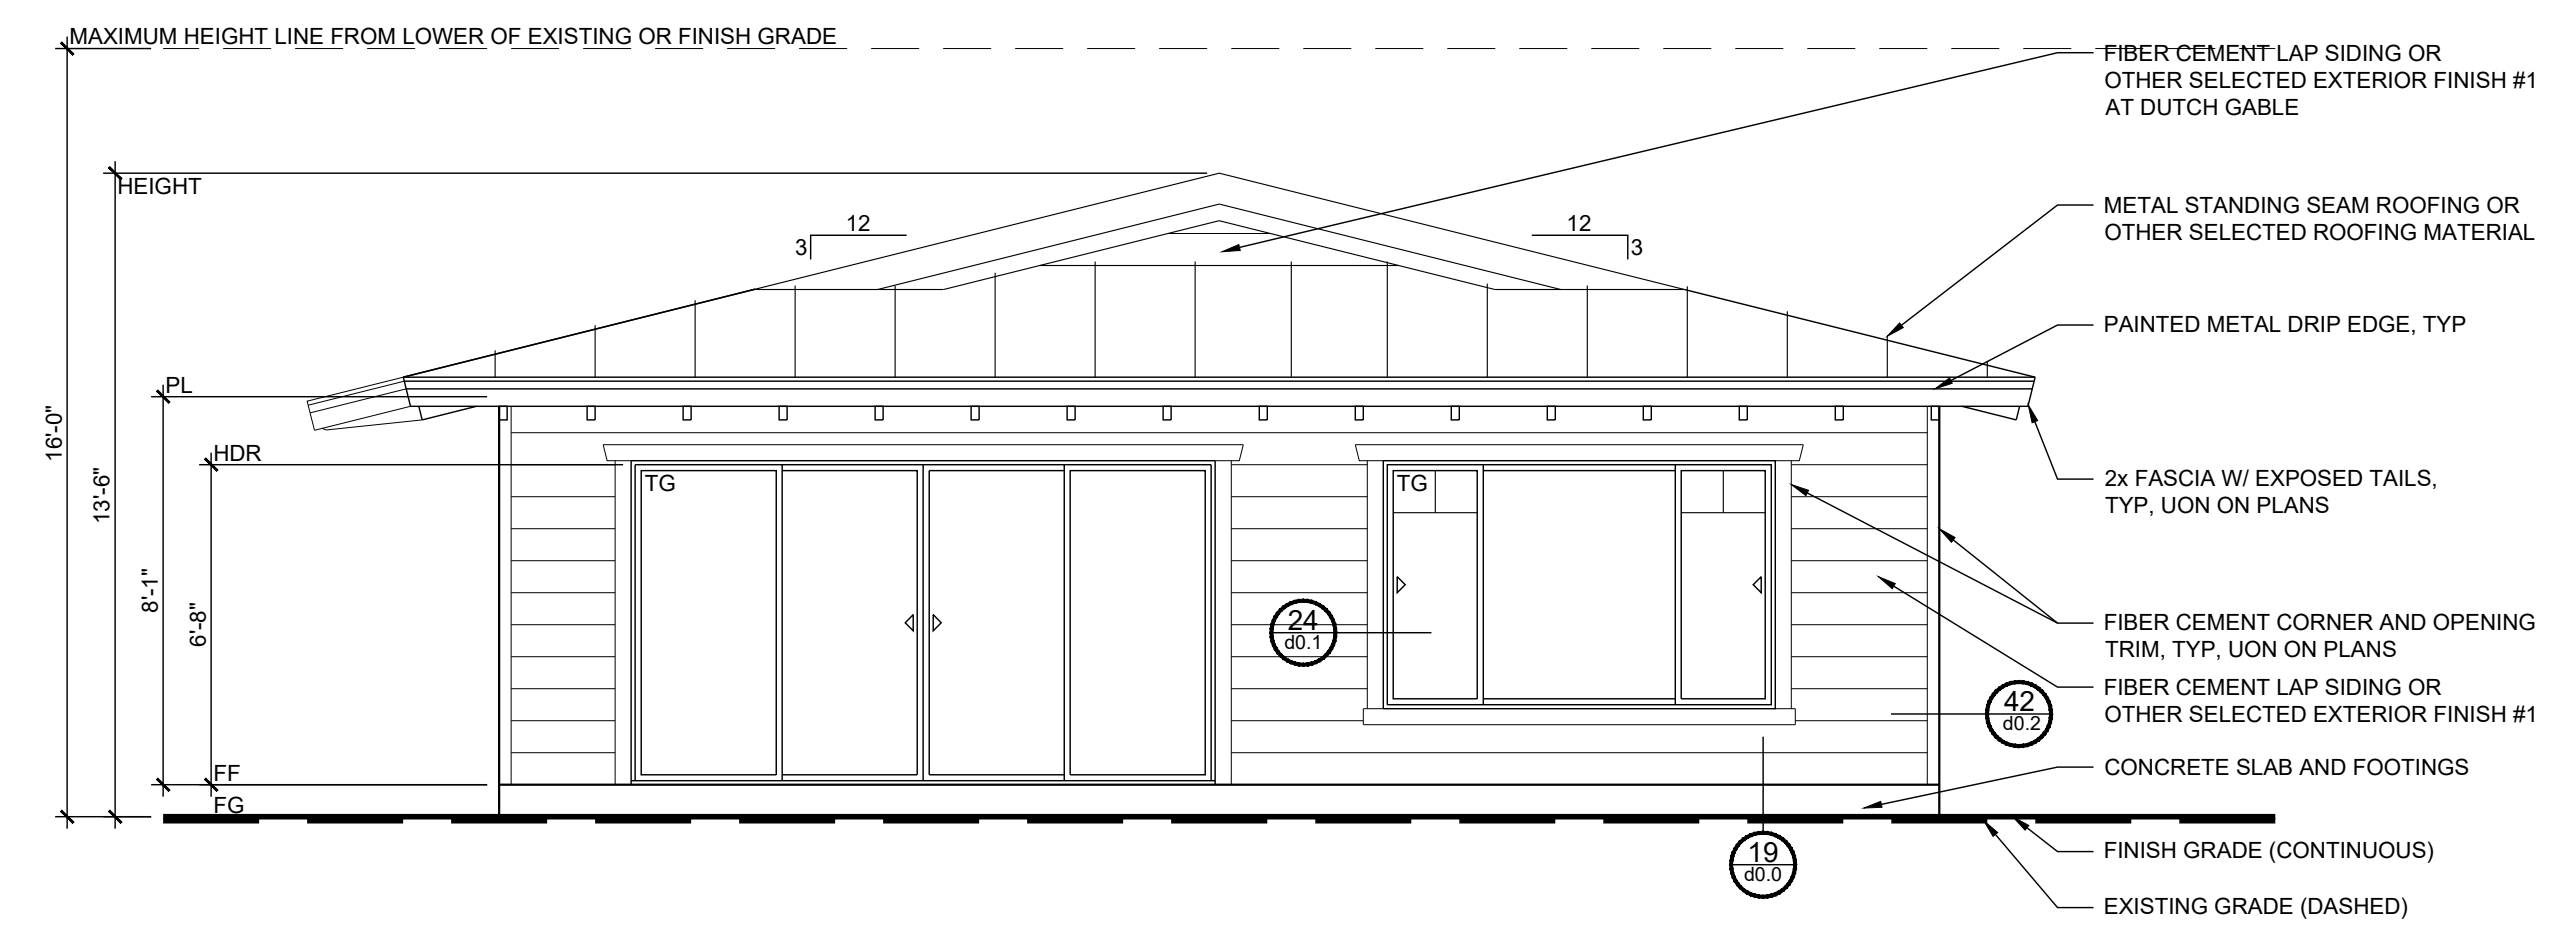 MAXIMUM HEIGHT LINE FROM LOWER OF EXISTING OR FINISH GRADE
FIBER CEMENT LAP SIDING OR
OTHER SELECTED EXTERIOR FINISH #1
AT DUTCH GABLE
HEIGHT
12
3
12
3
METAL STANDING SEAM ROOFING OR
OTHER SELECTED ROOFING MATERIAL
PAINTED METAL DRIP EDGE, TYP
PL
16'-0"
13'-6"
8'-1"
6'-8"
HDR
TG
TG
2x FASCIA W/ EXPOSED TAILS,
TYP, UON ON PLANS
24
d0.1
FIBER CEMENT CORNER AND OPENING
TRIM, TYP, UON ON PLANS
FIBER CEMENT LAP SIDING OR
OTHER SELECTED EXTERIOR FINISH #1
42
d0.2
FF
FG
CONCRETE SLAB AND FOOTINGS
19
d0.0
FINISH GRADE (CONTINUOUS)
EXISTING GRADE (DASHED)